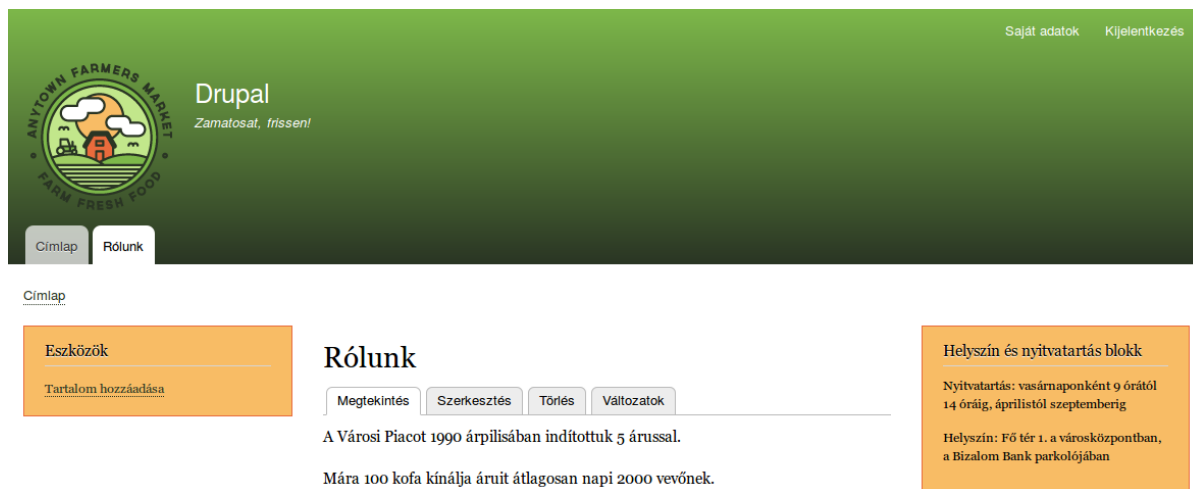 Saját adatok Kijelentkezés
ANYTOWN FARMERS MARKET
FARM FRESH FOOD
Drupal
Zamatosat, frissen!
Címlap Rólunk
Címlap
Eszközök
Tartalom hozzáadása
Rólunk
Megtekintés Szerkesztés Törlés Változatok
A Városi Piacot 1990 árpilisában indítottuk 5 árussal.
Mára 100 kofa kínálja áruit átlagosan napi 2000 vevőnek.
Helyszín és nyitvatartás blokk
Nyitvatartás: vasárnaponként 9 órától
14 óráig, áprilistól szeptemberig
Helyszín: Fő tér 1. a városközpontban,
a Bizalom Bank parkolójában